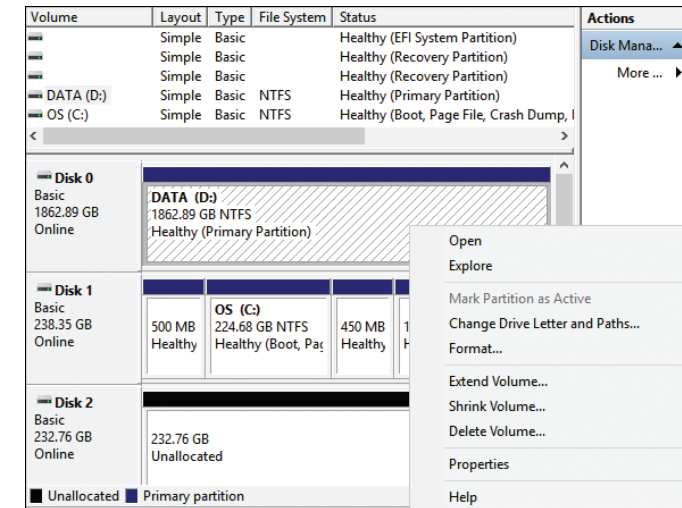 Volume Layout Type File System Status
Simple Basic Healthy (EFI System Partition)
Simple Basic Healthy (Recovery Partition)
Simple Basic Healthy (Recovery Partition)
DATA (D:) Simple Basic NTFS Healthy (Primary Partition)
OS (C:) Simple Basic NTFS Healthy (Boot, Page File, Crash Dump,
Actions
Disk Mana...
More ...
Disk 0
Basic
1862.89 GB
Online
DATA (D:)
1862.89 GB NTFS
Healthy (Primary Partition)
Disk 1
Basic
238.35 GB
Online
500 MB
Healthy
OS (C:)
224.68 GB NTFS
Healthy (Boot, Pag
450 MB
Healthy
Disk 2
Basic
232.76 GB
Online
232.76 GB
Unallocated
Unallocated Primary partition
Open
Explore
Mark Partition as Active
Change Drive Letter and Paths...
Format...
Extend Volume...
Shrink Volume...
Delete Volume...
Properties
Help